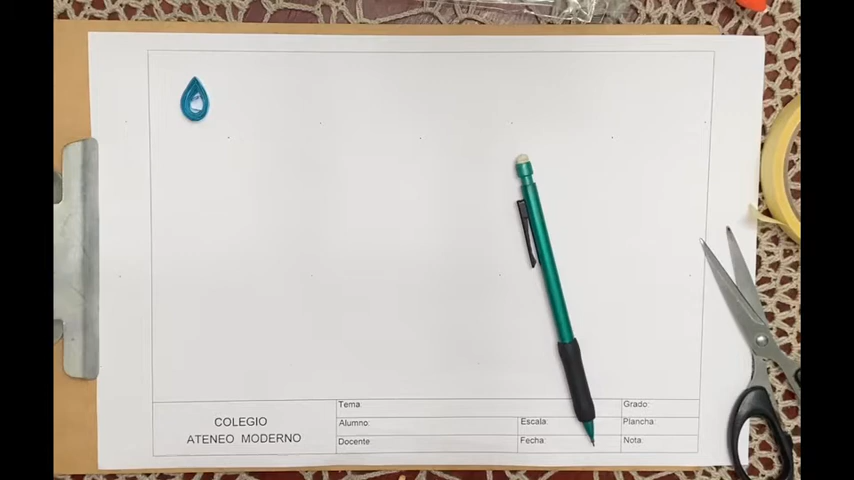 COLEGIO
ATENEO MODERNO
Tema:
Alumno:
Docente
Escala:
Fecha:
Grado:
Plancha:
Nota: